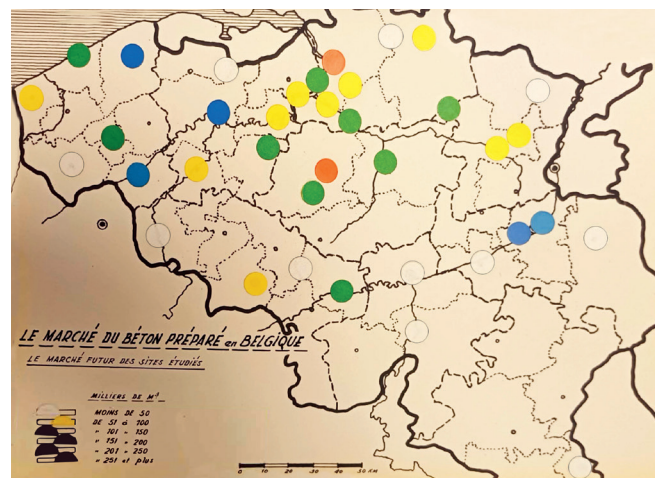 LE MARCHÉ DU BÉTON PRÉPARÉ en BELGIQUE
LE MARCHÉ FUTUR DES SITES ÉTUDIÉS
MILLIERS DE M³
MOINS DE 50
DE 51 à 100
" 101 " 150
" 151 " 200
" 201 " 250
" 251 et plus
0 10 20 30 40 50 KM